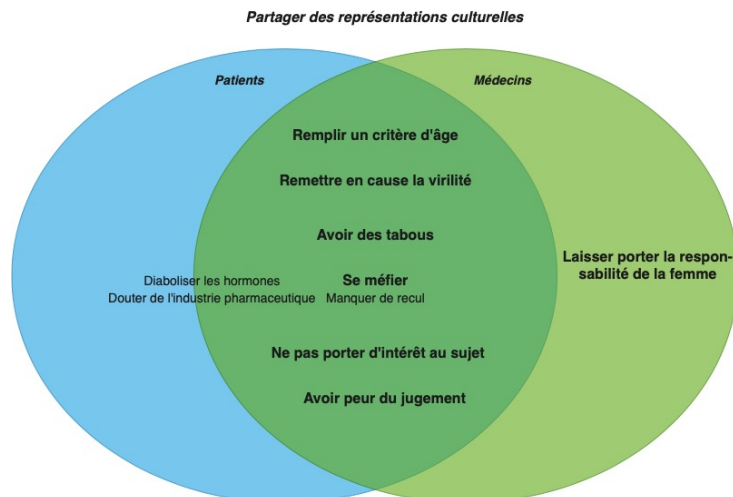 Partager des représentations culturelles
Patients
Médecins
Remplir un critère d'âge
Remettre en cause la virilité
Avoir des tabous
Laisser porter la respon-
sabilité de la femme
Diaboliser les hormones
Se méfier
Douter de l'industrie pharmaceutique
Manquer de recul
Ne pas porter d'intérêt au sujet
Avoir peur du jugement